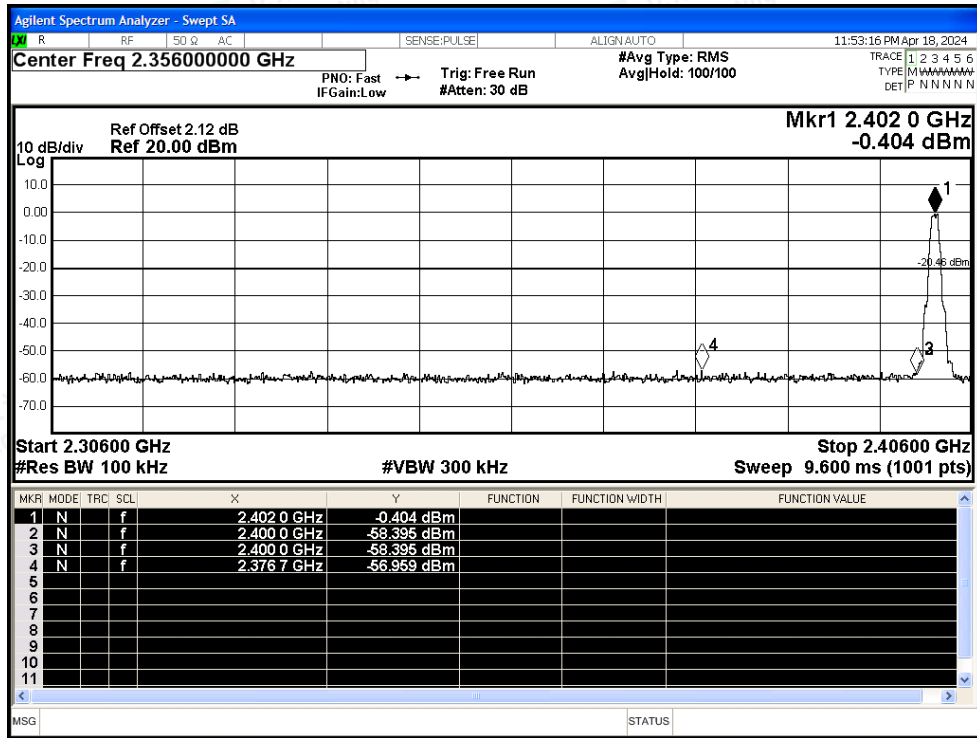 Agilent Spectrum Analyzer - Swept SA
LXI R RF 50 Ω AC SENSE:PULSE ALIGN AUTO 11:53:16 PM Apr 18, 2024
Center Freq 2.356000000 GHz
PNO: Fast
IFGain:Low
Trig: Free Run
#Atten: 30 dB
#Avg Type: RMS
Avg|Hold: 100/100
TRACE 1 2 3 4 5 6
TYPE M
DET P N N N N N
Mkr1 2.402 0 GHz
-0.404 dBm
Ref Offset 2.12 dB
10 dB/div Ref 20.00 dBm
Log
10.0
0.00
-10.0
-20.0
-30.0
-40.0
-50.0
-60.0
-70.0
1
-20.46 dBm
4
3
Start 2.30600 GHz Stop 2.40600 GHz
#Res BW 100 kHz #VBW 300 kHz Sweep 9.600 ms (1001 pts)
MKR MODE TRC SCL X Y FUNCTION FUNCTION WIDTH FUNCTION VALUE
1 N f 2.402 0 GHz -0.404 dBm
2 N f 2.400 0 GHz -58.395 dBm
3 N f 2.400 0 GHz -58.395 dBm
4 N f 2.376 7 GHz -56.959 dBm
5
6
7
8
9
10
11
MSG STATUS